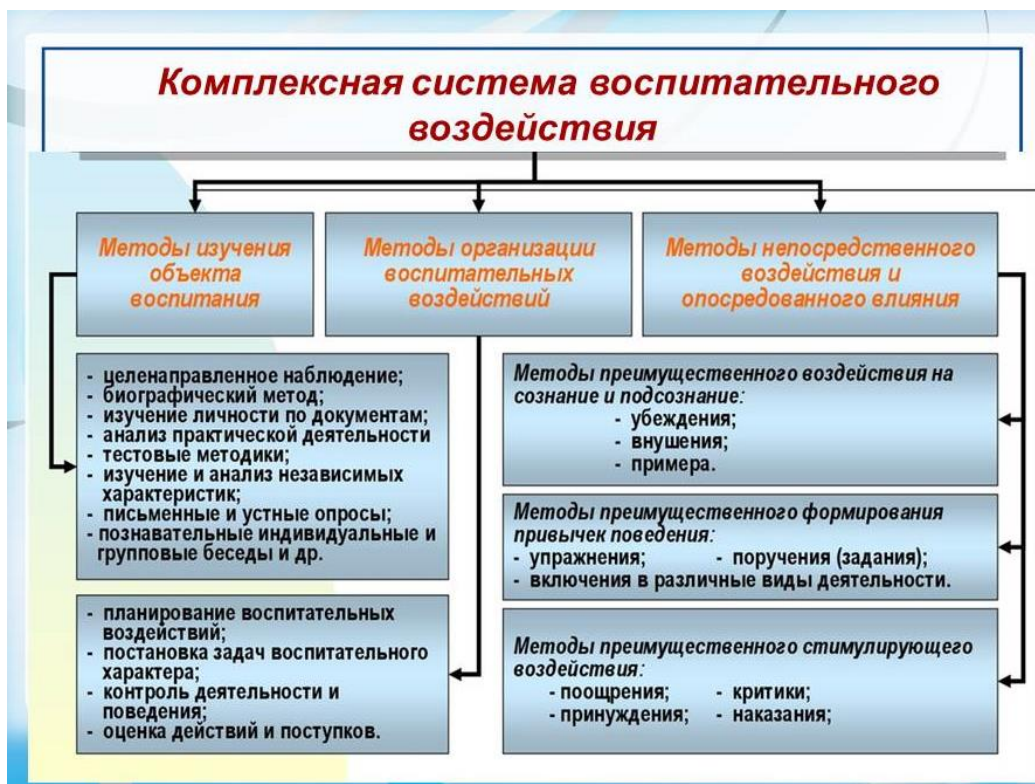 Комплексная система воспитательного
воздействия
Методы изучения
объекта
воспитания
Методы организации
воспитательных
воздействий
Методы непосредственного
воздействия и
опосредованного влияния
- целенаправленное наблюдение;
- биографический метод;
- изучение личности по документам;
- анализ практической деятельности
- тестовые методики;
- изучение и анализ независимых
характеристик;
- письменные и устные опросы;
- познавательные индивидуальные и
групповые беседы и др.
- планирование воспитательных
воздействий;
- постановка задач воспитательного
характера;
- контроль деятельности и
поведения;
- оценка действий и поступков.
Методы преимущественного воздействия на
сознание и подсознание:
- убеждения;
- внушения;
- примера.
Методы преимущественного формирования
привычек поведения:
- упражнения; - поручения (задания);
- включения в различные виды деятельности.
Методы преимущественного стимулирующего
воздействия:
- поощрения; - критики;
- принуждения; - наказания;